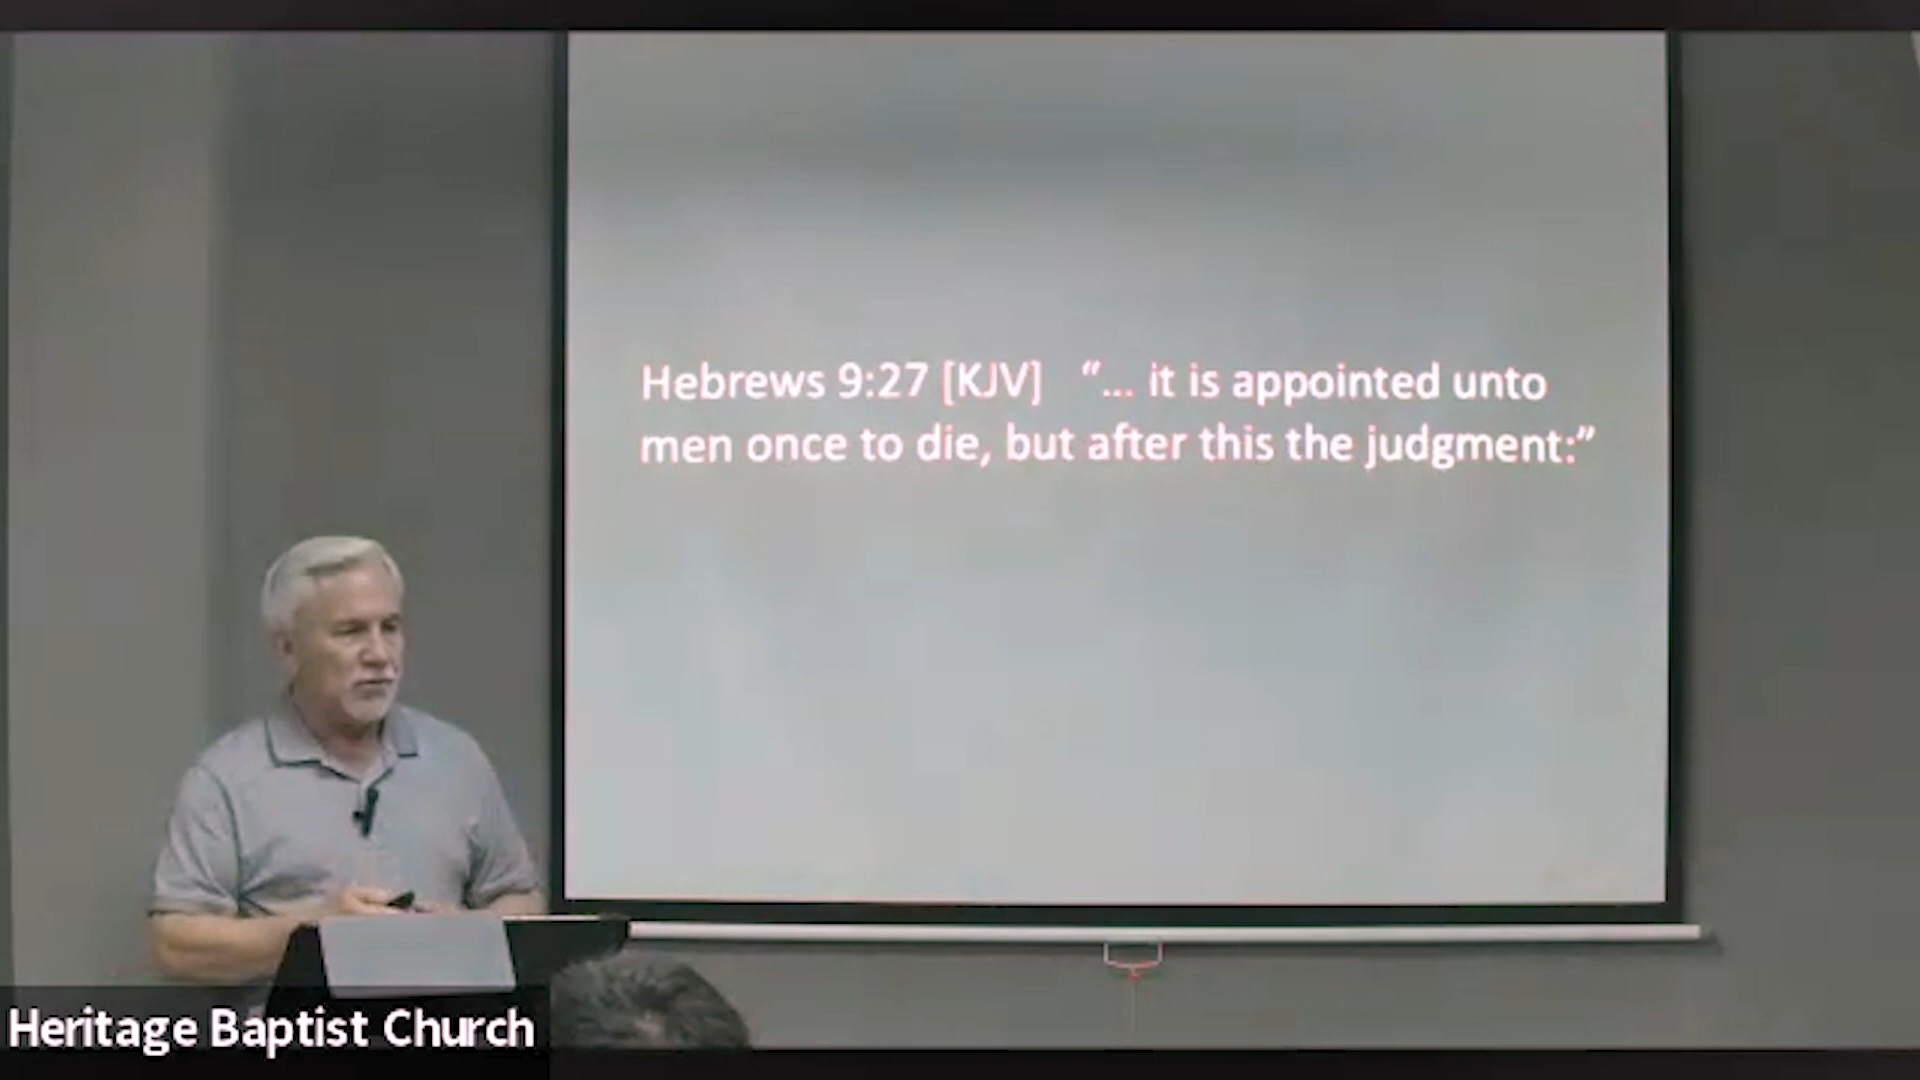 Hebrews 9:27 [KJV] “... it is appointed unto
men once to die, but after this the judgment:”
Heritage Baptist Church